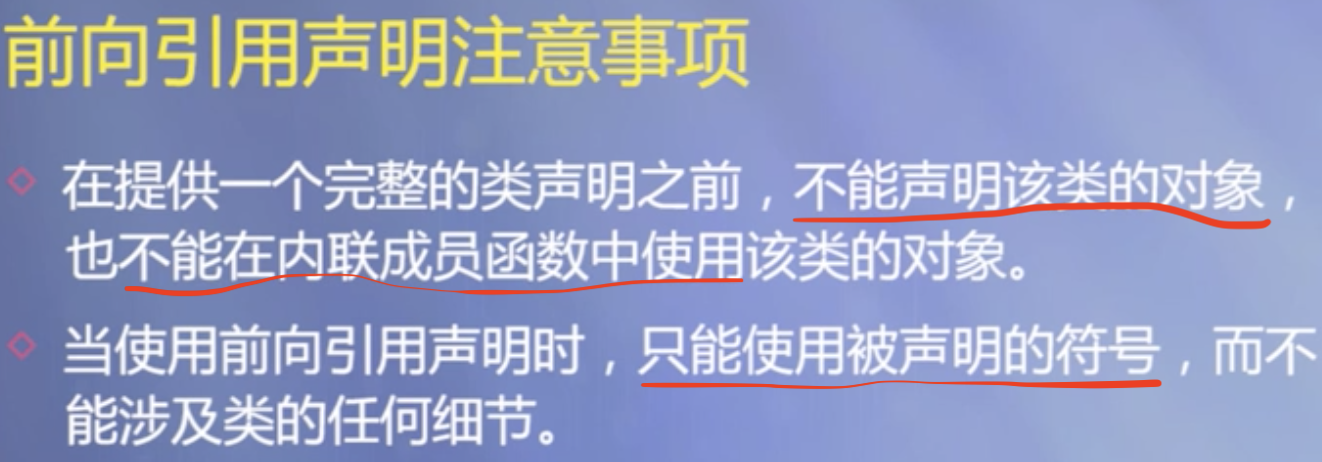 前向引用声明注意事项
在提供一个完整的类声明之前，不能声明该类的对象，
也不能在内联成员函数中使用该类的对象。
当使用前向引用声明时，只能使用被声明的符号，而不
能涉及类的任何细节。